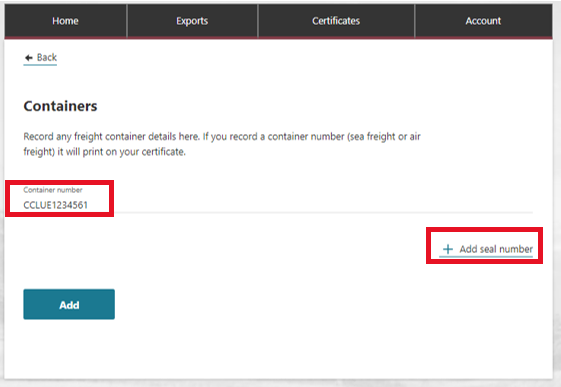 Home Exports Certificates Account
Back
Containers
Record any freight container details here. If you record a container number (sea freight or air
freight) it will print on your certificate.
Container number
CCLUE1234561
+ Add seal number
Add